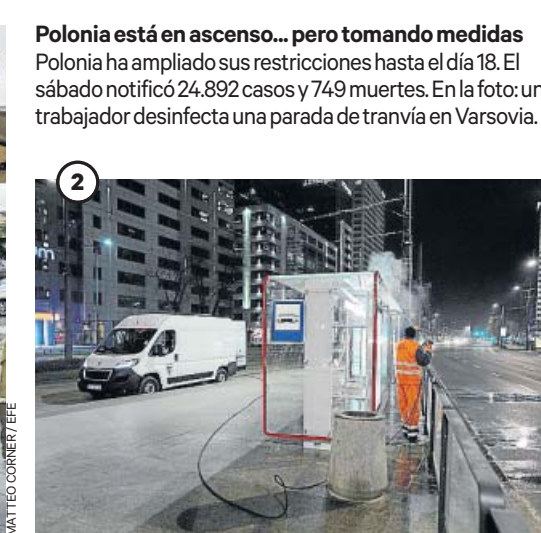 Polonia está en ascenso... pero tomando medidas
Polonia ha ampliado sus restricciones hasta el día 18. El
sábado notificó 24.892 casos y 749 muertes. En la foto: un
trabajador desinfecta una parada de tranvía en Varsovia.
2
MATTEO CORNER / EFE